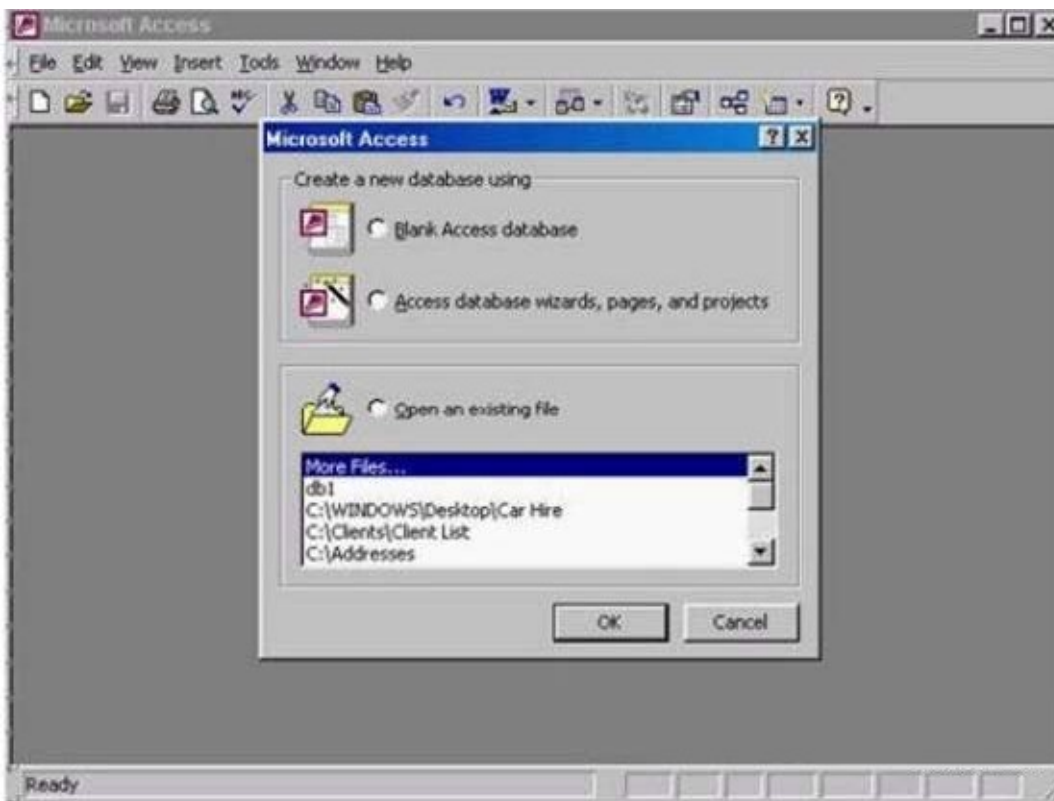 Microsoft Access
File Edit View Insert Tools Window Help
Microsoft Access
Create a new database using
Blank Access database
Access database wizards, pages, and projects
Open an existing file
More Files...
db1
C:\WINDOWS\Desktop\Car Hire
C:\Clients\Client List
C:\Addresses
OK Cancel
Ready